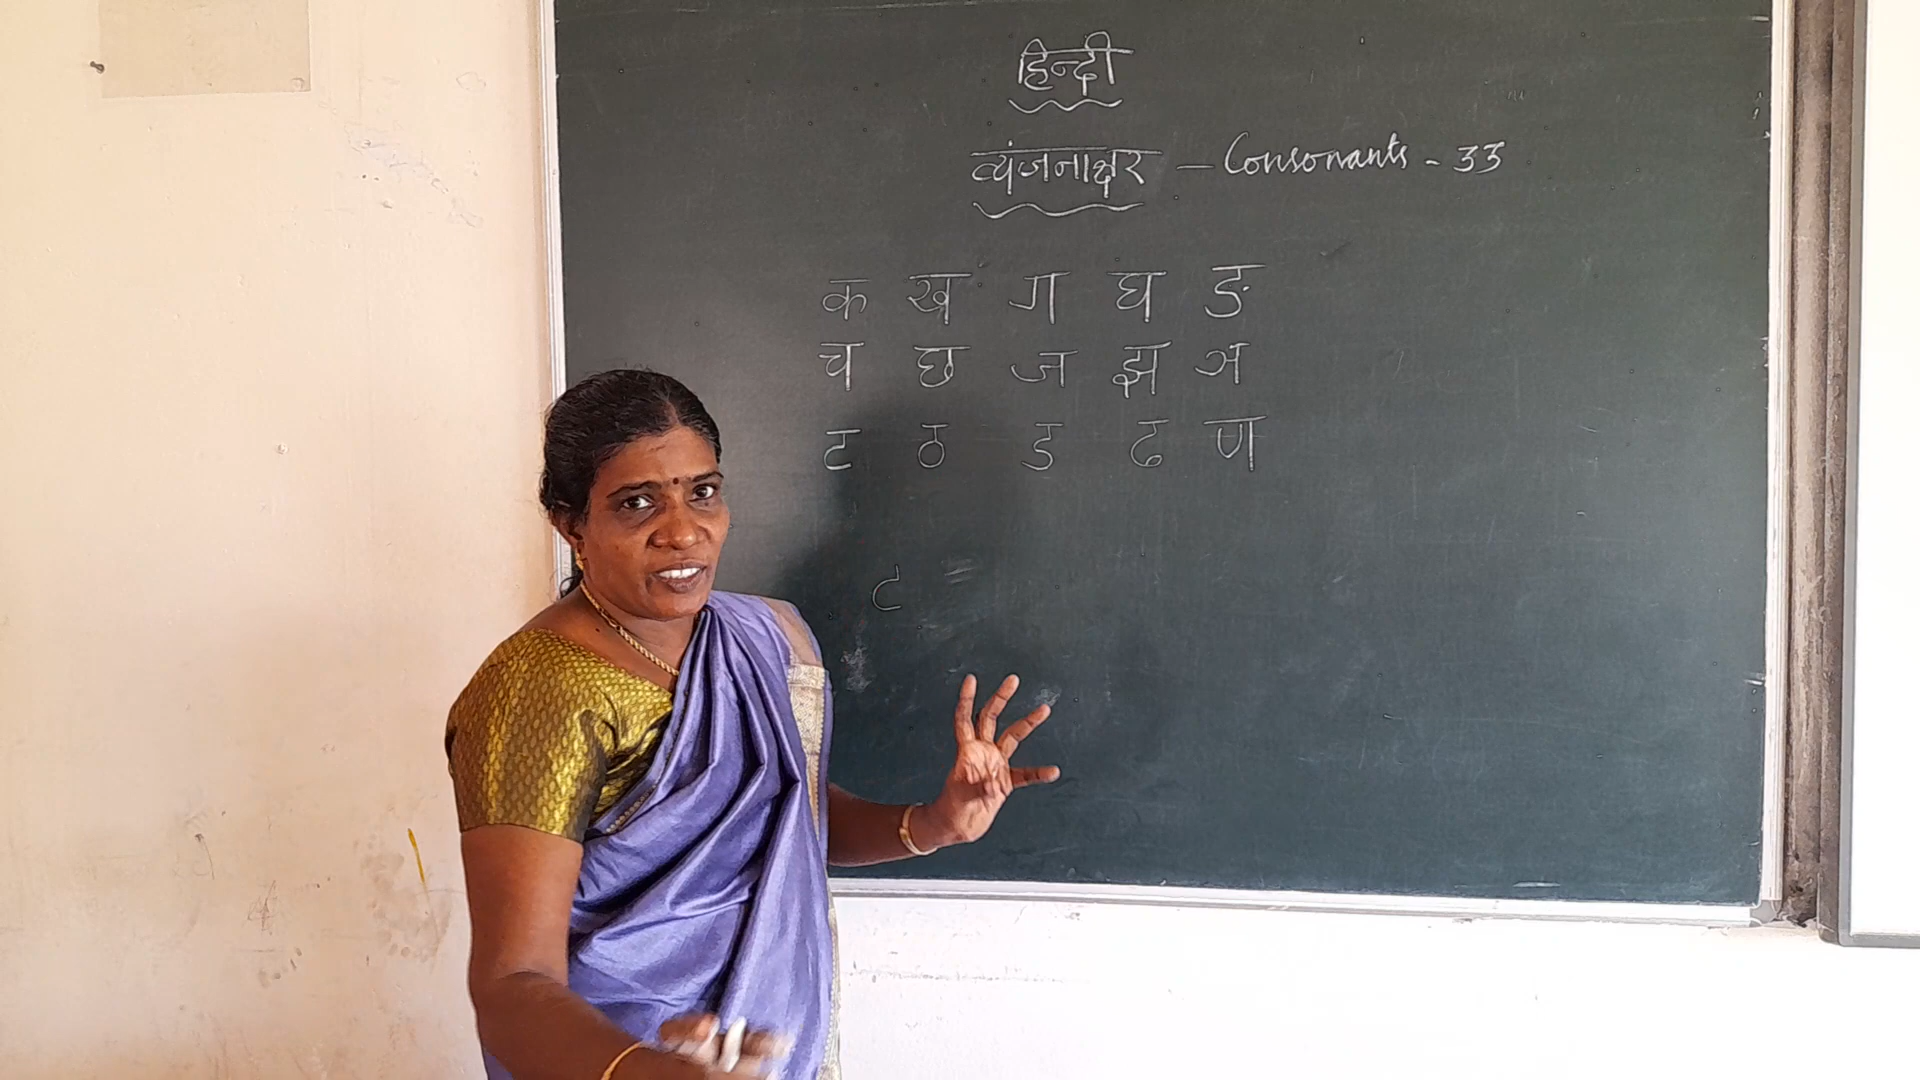 हिन्दी
व्यंजनाक्षर - Consonants - 33
क ख ग घ ङ
च छ ज झ ञ
ट ठ ड ढ ण